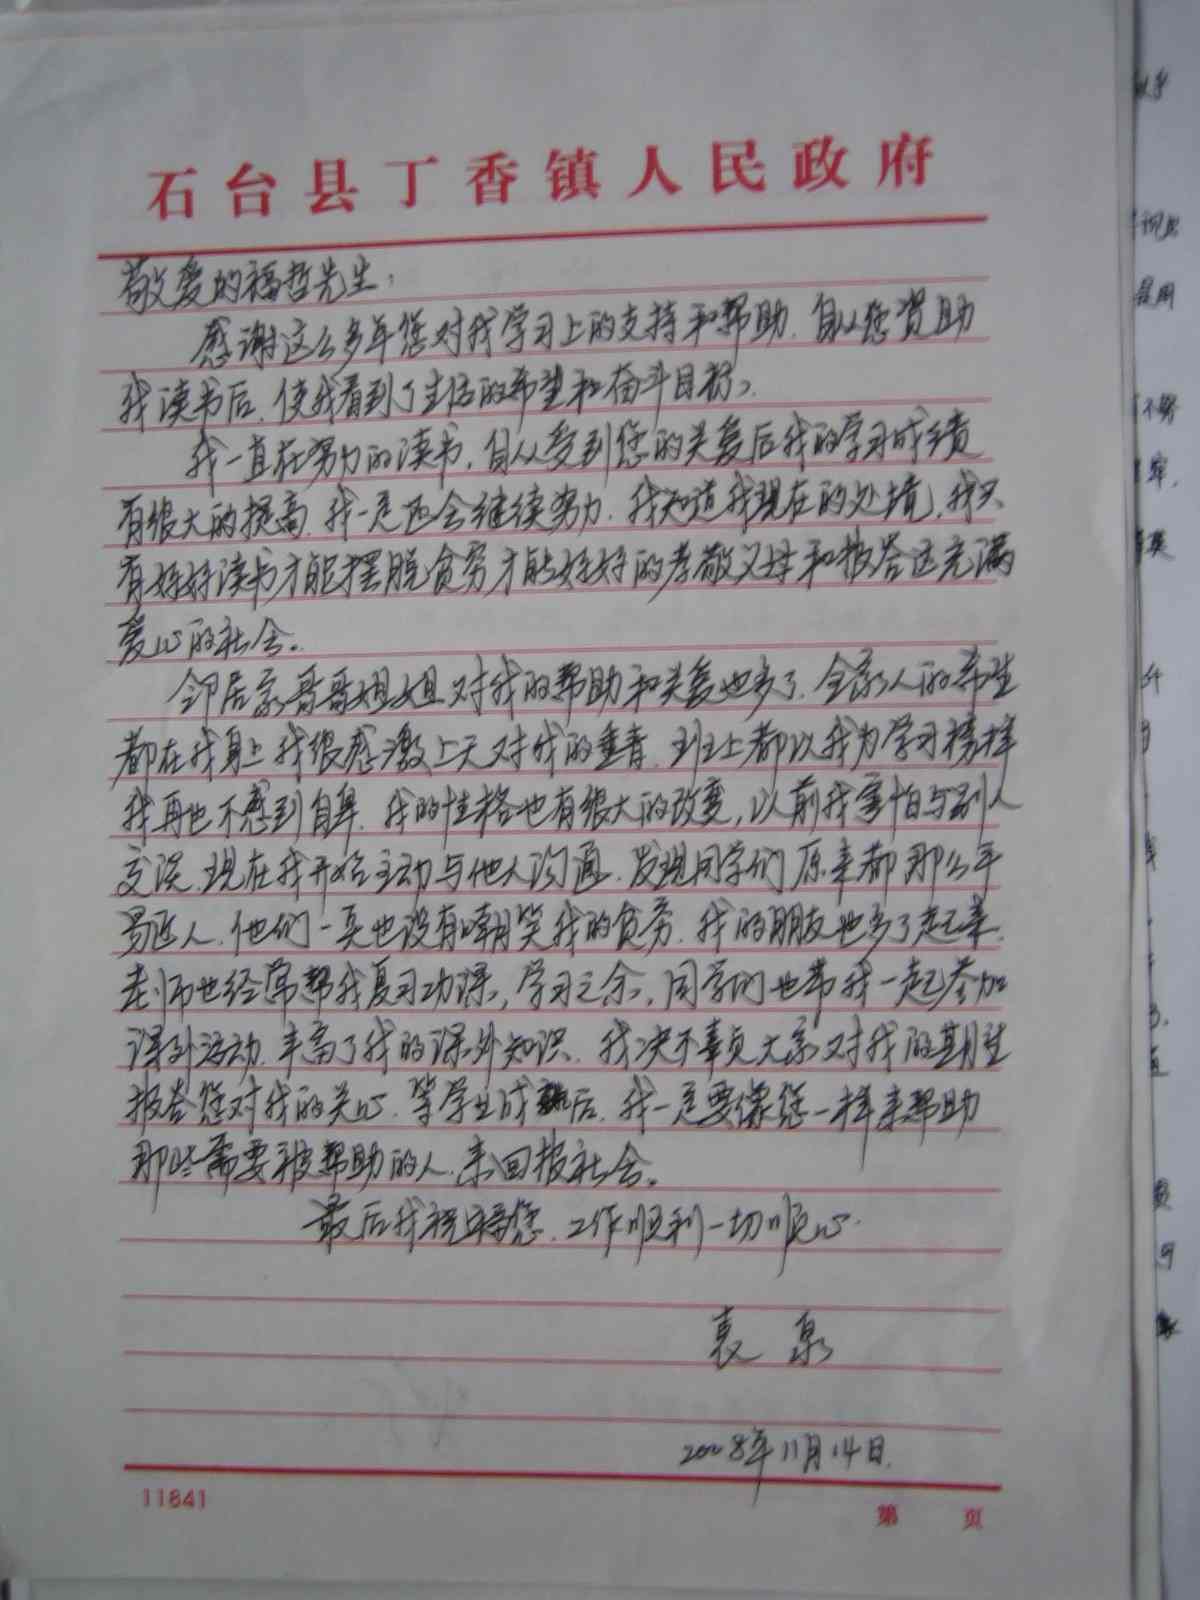 石台县丁香镇人民政府
敬爱的福哲先生:
感谢这么多年您对我学习上的支持和帮助.自从您资助
我读书后.使我看到了生活的希望和奋斗目标.
我一直在努力的读书.自从受到您的关爱后我的学习成绩
有很大的提高.我一定还会继续努力.我知道我现在的处境,我只
有好好读书才能摆脱贫穷才能好好的孝敬父母和报答这充满
爱心的社会。
邻居家哥哥姐姐对我的帮助和关爱也多了.全家人的希望
都在我身上我很感激上天对我的垂青.班上都以我为学习榜样
我再也不感到自卑.我的性格也有很大的改变,以前我害怕与别人
交谈.现在我开始主动与他人沟通.发现同学们原来都那么平
易近人.他们一点也没有嘲笑我的贫穷.我的朋友也多了起来.
老师也经常帮我复习功课,学习之余,同学们也带我一起参加
课外活动.丰富了我的课外知识.我决不辜负大家对我的期望
报答您对我的关心.等学业成熟后.我一定要像您一样来帮助
那些需要被帮助的人.来回报社会。
最后我祝福您.工作顺利一切顺心.
袁泉
2008年11月14日.
11841
第 页